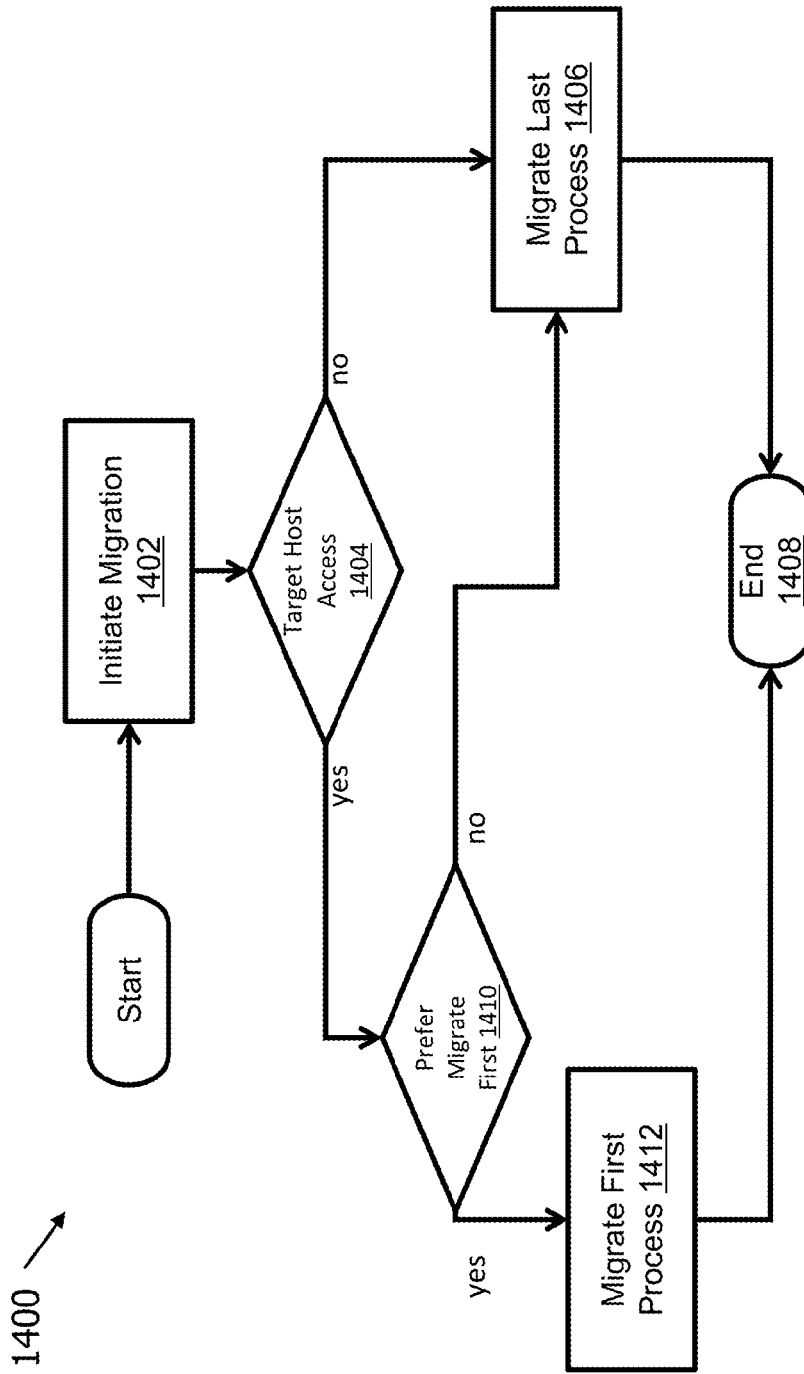 1400
Start
Initiate Migration
1402
Target Host
Access
1404
yes
no
Prefer
Migrate
First 1410
yes
no
Migrate First
Process 1412
Migrate Last
Process 1406
End
1408